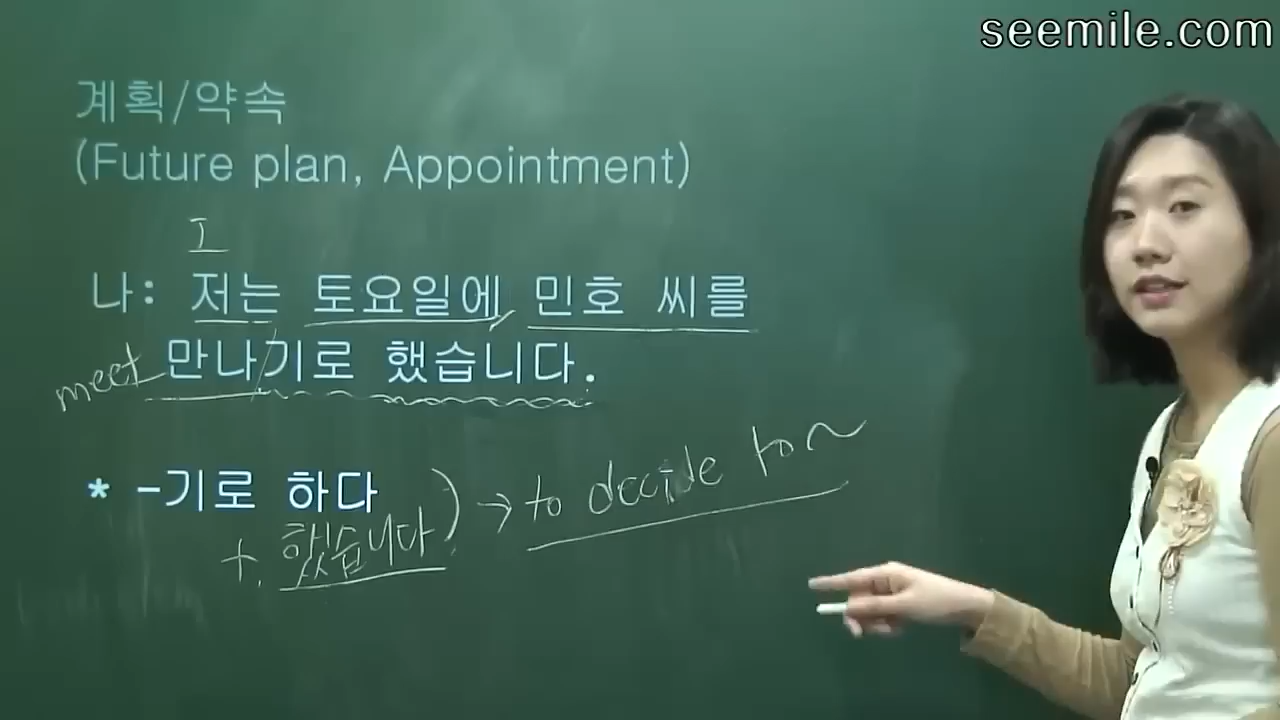 seemile.com
계획/약속
(Future plan, Appointment)
I
나: 저는 토요일에 민호 씨를
meet 만나기로 했습니다.
* -기로 하다
+ 했습니다) → to decide to ~